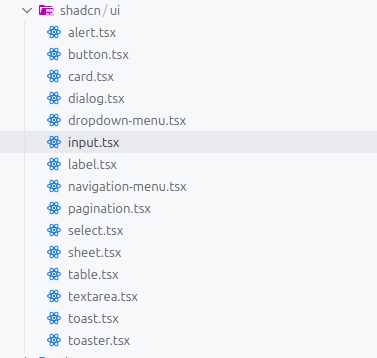 shadcn / ui
alert.tsx
button.tsx
card.tsx
dialog.tsx
dropdown-menu.tsx
input.tsx
label.tsx
navigation-menu.tsx
pagination.tsx
select.tsx
sheet.tsx
table.tsx
textarea.tsx
toast.tsx
toaster.tsx